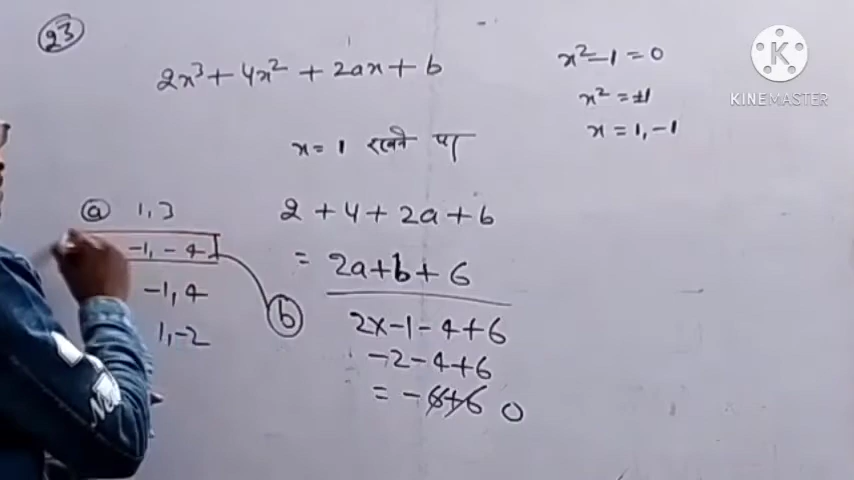 23
2x³ + 4x² + 2ax + b
x² - 1 = 0
x² = ±1
x = 1, -1
K
KINEMASTER
x = 1 रखने पर
ⓐ 1, 3
-1, -4
-1, 4
1, -2
2 + 4 + 2a + b
= 2a + b + 6
ⓑ
2x - 1 - 4 + 6
-2 - 4 + 6
= -6 + 6 0